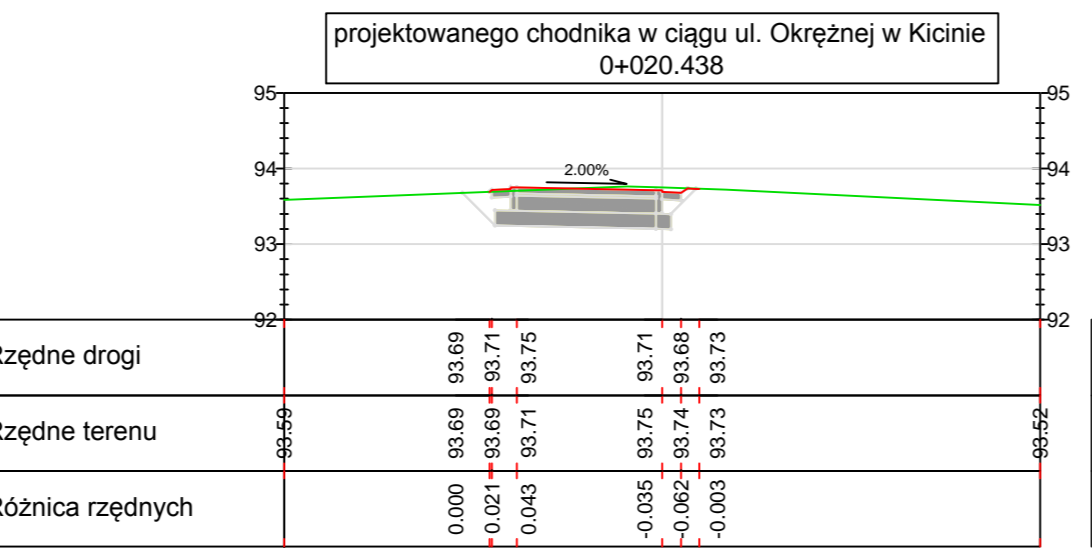 projektowanego chodnika w ciągu ul. Okrężnej w Kicinie
0+020.438
95 95
94 94
2.00%
93 93
92 92
Rzędne drogi 93.69 93.71 93.75 93.71 93.68 93.73
Rzędne terenu 93.59 93.69 93.69 93.71 93.75 93.74 93.73 93.52
Różnica rzędnych 0.000 0.021 0.043 -0.035 -0.062 -0.003